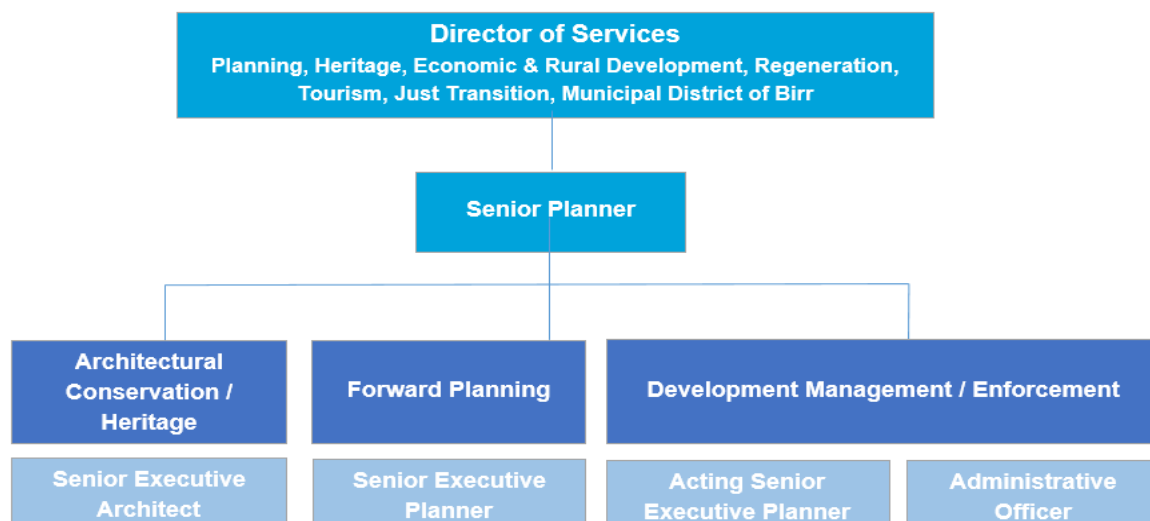 Director of Services
Planning, Heritage, Economic & Rural Development, Regeneration,
Tourism, Just Transition, Municipal District of Birr
Senior Planner
Architectural
Conservation /
Heritage
Forward Planning
Development Management / Enforcement
Senior Executive
Architect
Senior Executive
Planner
Acting Senior
Executive Planner
Administrative
Officer